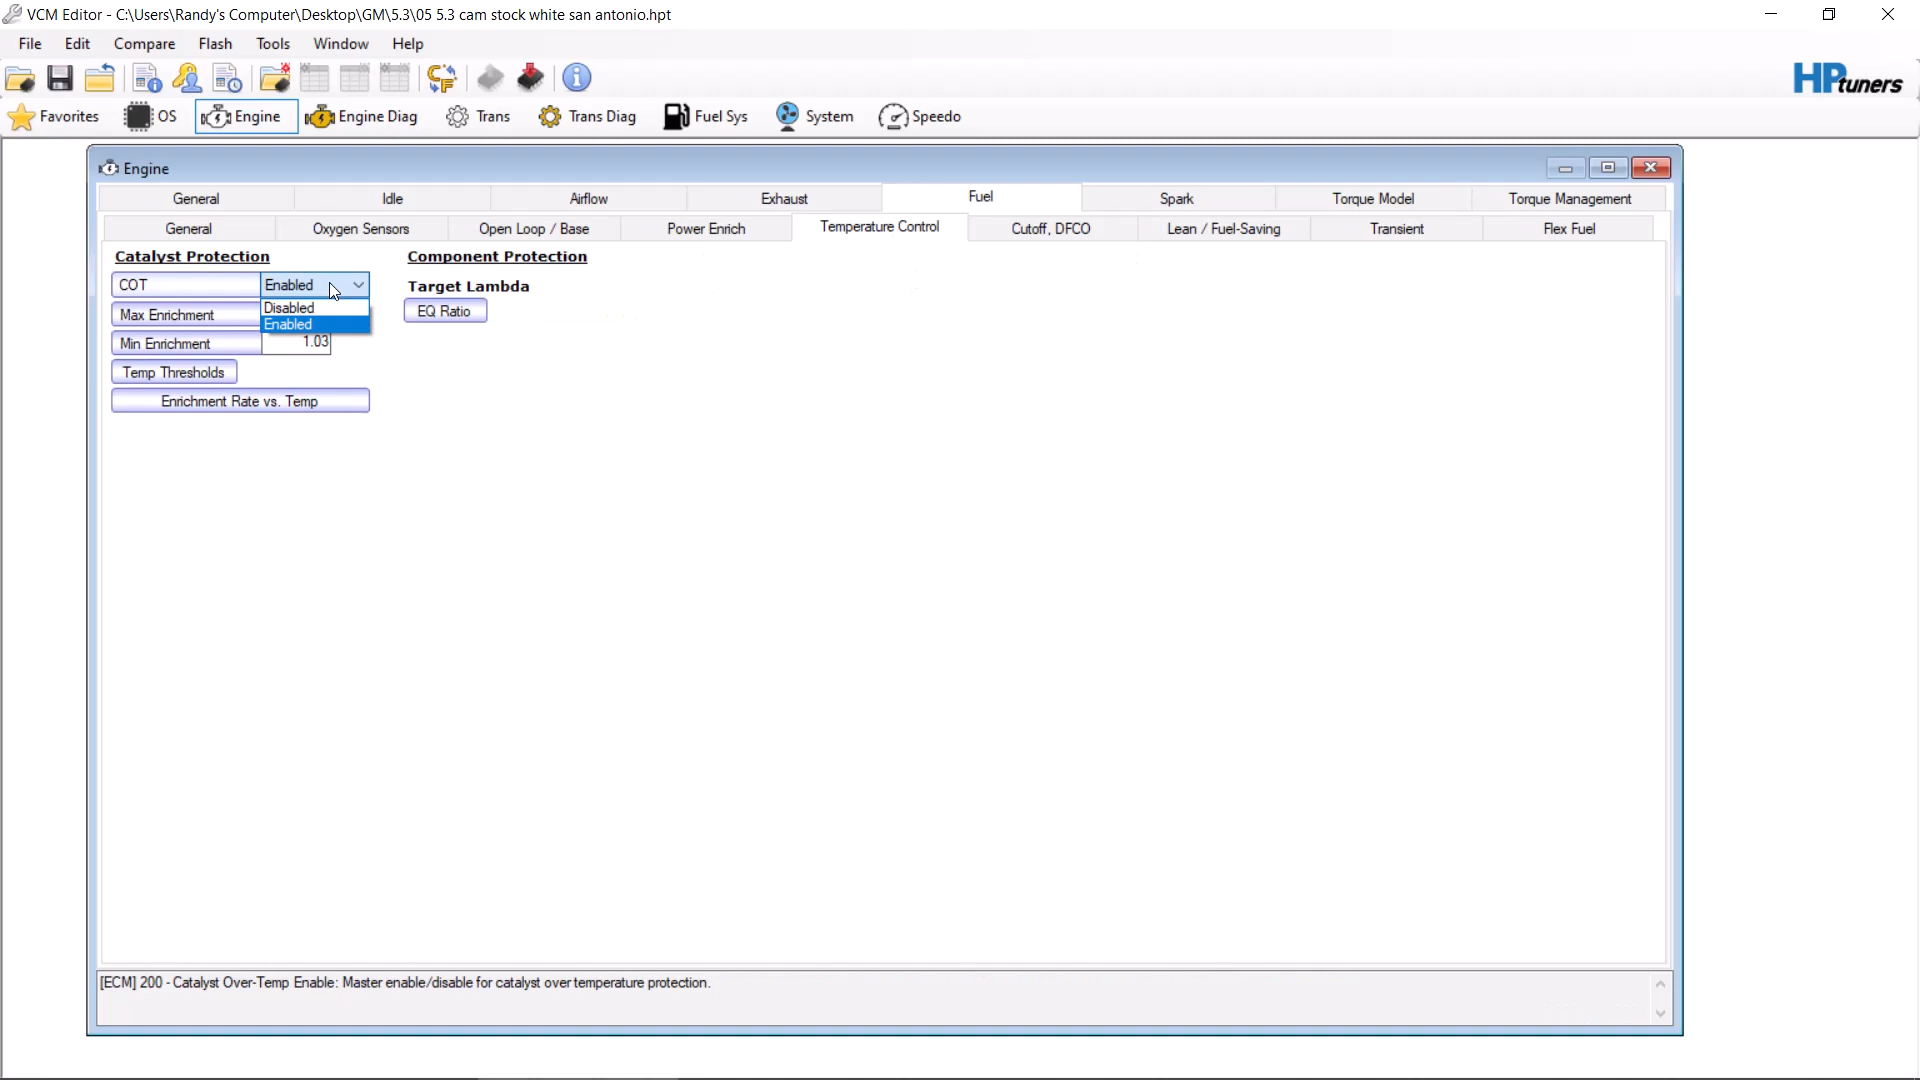 VCM Editor - C:\Users\Randy's Computer\Desktop\GM\5.3\05 5.3 cam stock white san antonio.hpt
File Edit Compare Flash Tools Window Help
HPtuners
Favorites OS Engine Engine Diag Trans Trans Diag Fuel Sys System Speedo
Engine
General Idle Airflow Exhaust Fuel Spark Torque Model Torque Management
General Oxygen Sensors Open Loop / Base Power Enrich Temperature Control Cutoff, DFCO Lean / Fuel-Saving Transient Flex Fuel
Catalyst Protection
COT Enabled
Disabled
Enabled
Max Enrichment
Min Enrichment 1.03
Temp Thresholds
Enrichment Rate vs. Temp
Component Protection
Target Lambda
EQ Ratio
[ECM] 200 - Catalyst Over-Temp Enable: Master enable/disable for catalyst over temperature protection.